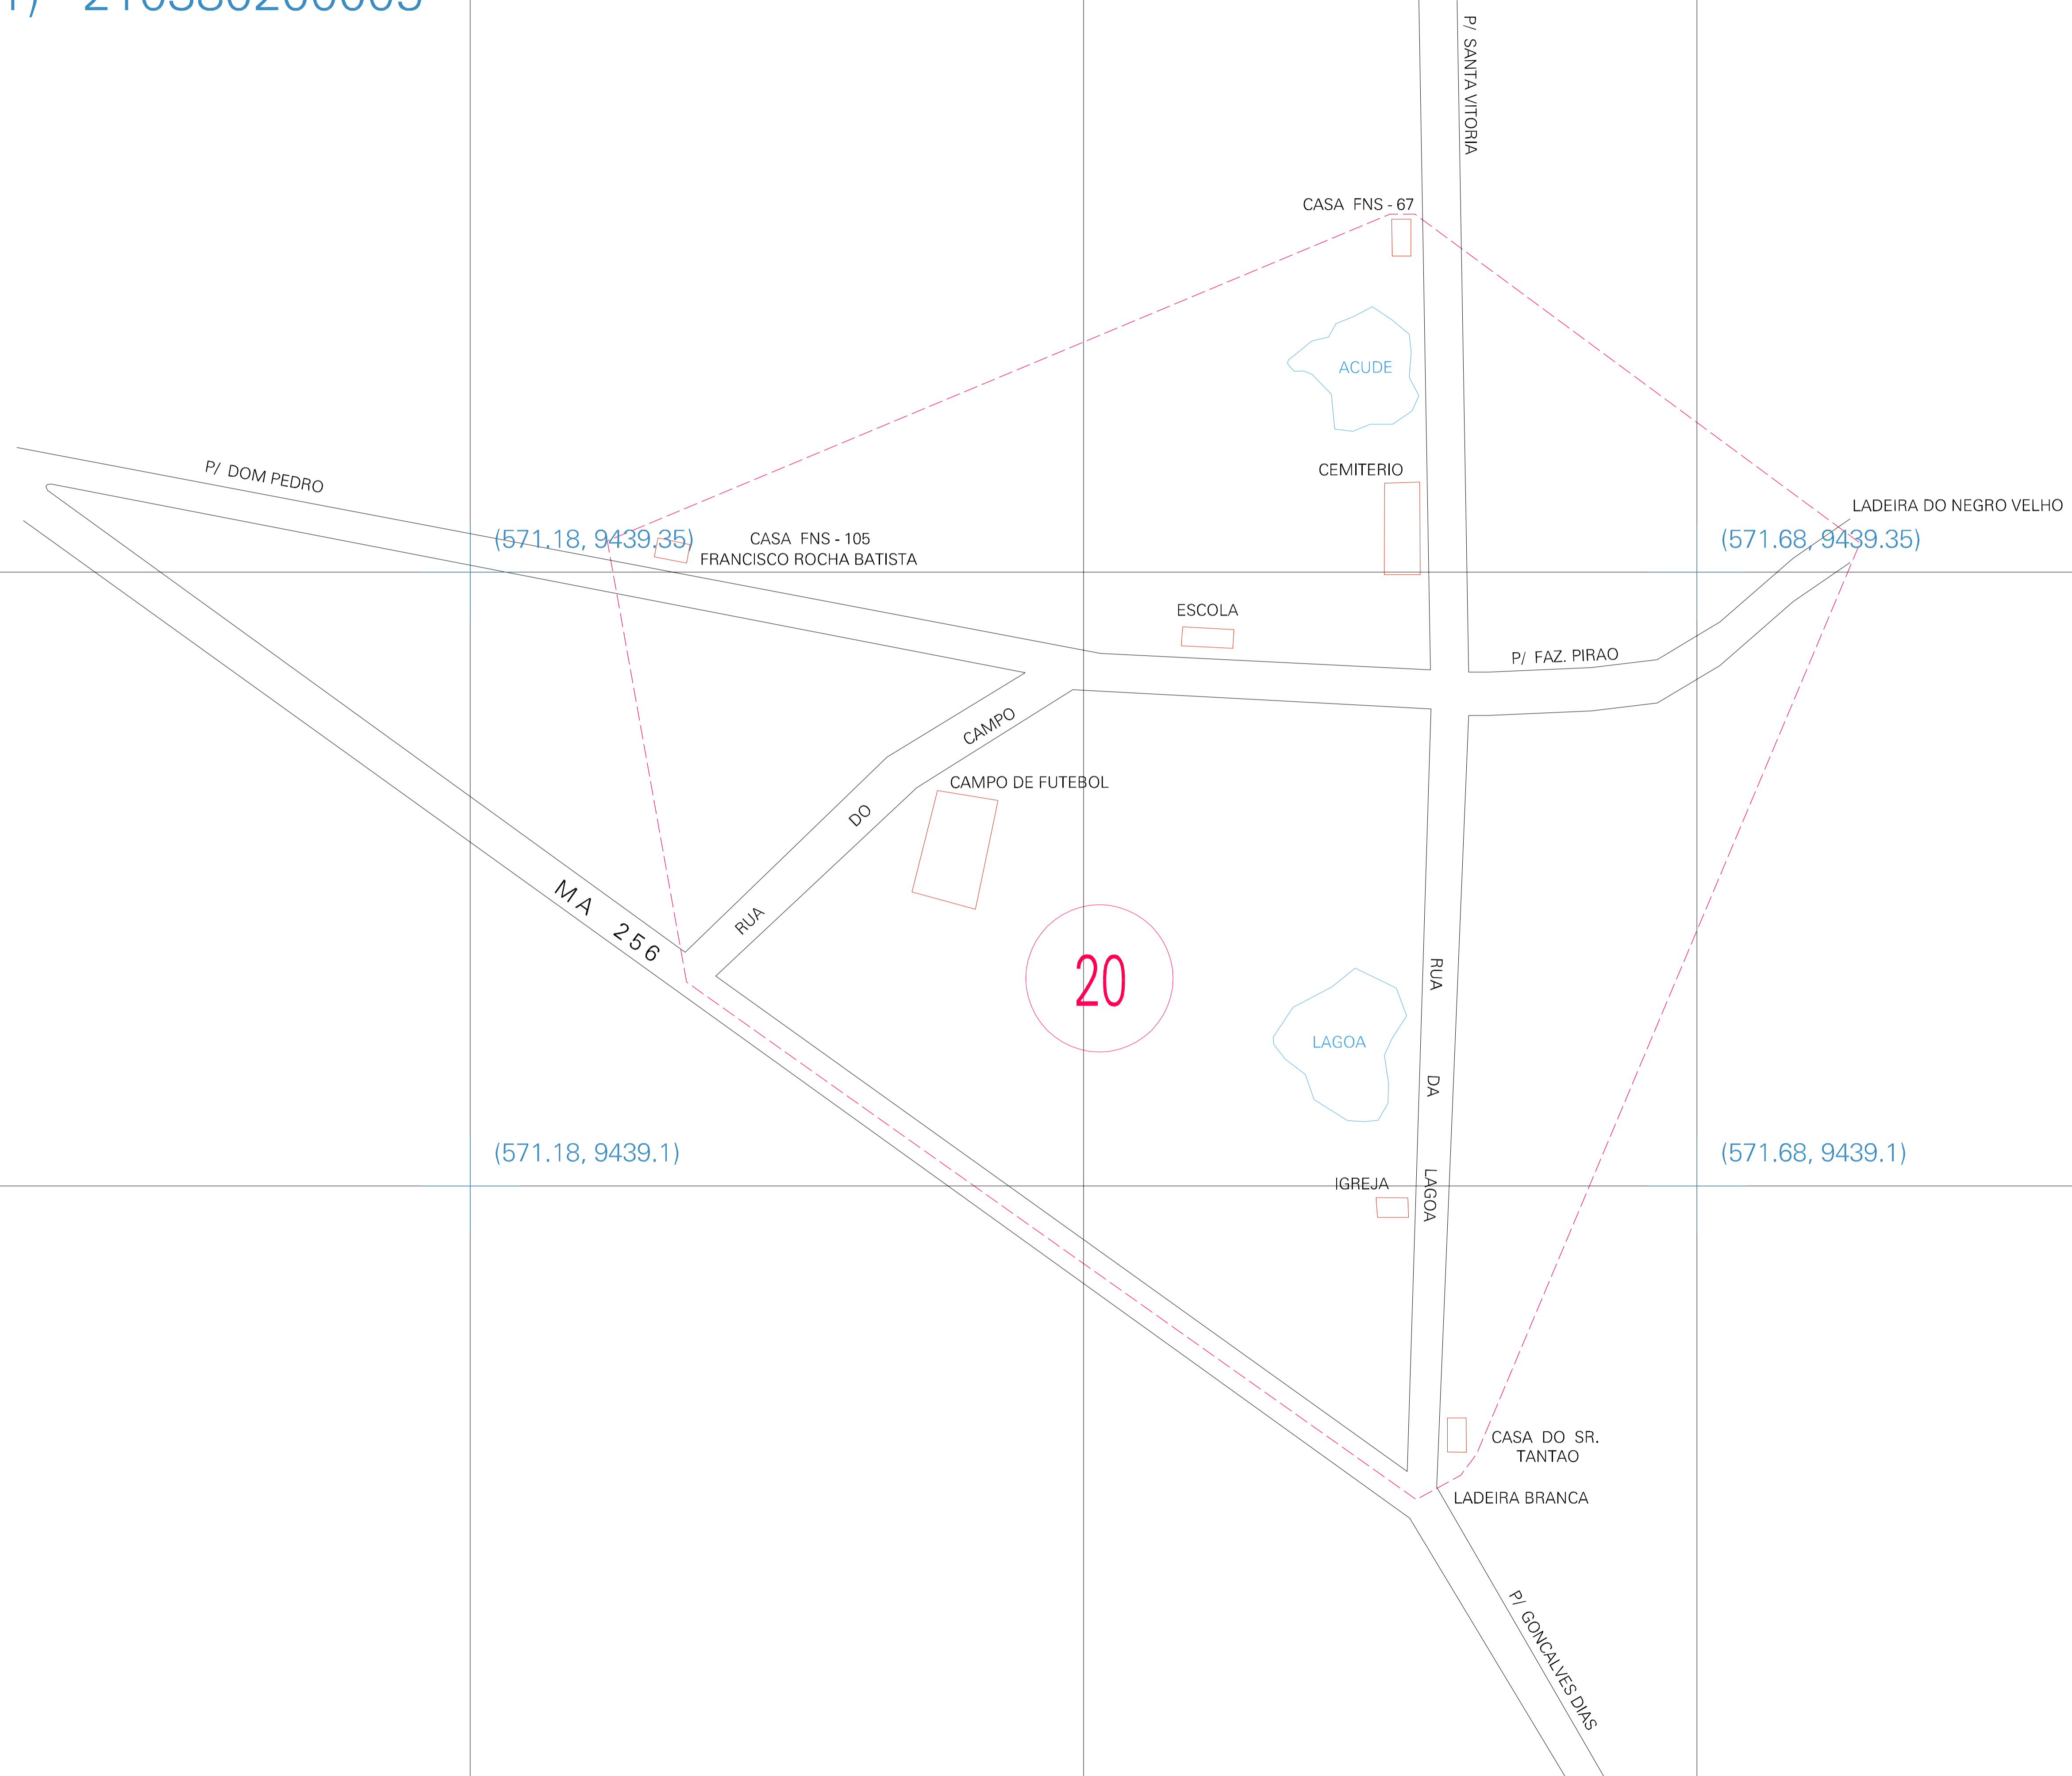 P/ SANTA VITORIA
CASA FNS - 67
ACUDE
CEMITERIO
P/ DOM PEDRO
LADEIRA DO NEGRO VELHO
(571.18, 9439.35)
CASA FNS - 105
FRANCISCO ROCHA BATISTA
(571.68, 9439.35)
ESCOLA
P/ FAZ. PIRAO
RUA DO CAMPO
CAMPO DE FUTEBOL
MA 256
20
RUA DA LAGOA
LAGOA
(571.18, 9439.1)
(571.68, 9439.1)
IGREJA
CASA DO SR.
TANTAO
LADEIRA BRANCA
P/ GONCALVES DIAS